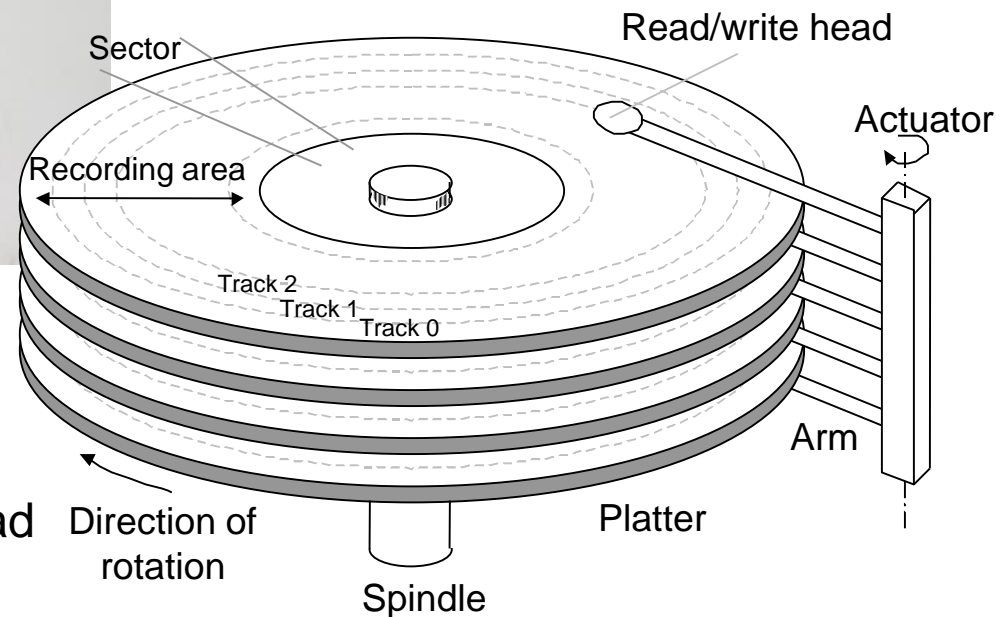 Sector
Read/write head
Actuator
Recording area
Track 2
Track 1
Track 0
Arm
ad
Direction of
rotation
Platter
Spindle